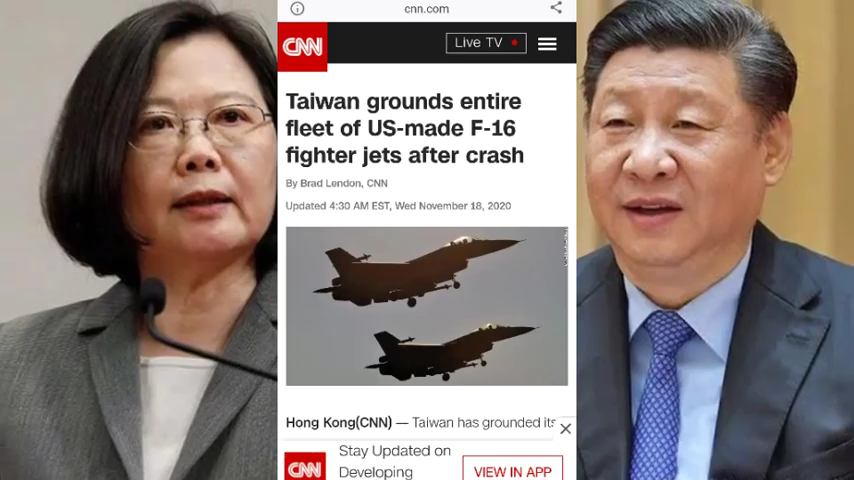 cnn.com
CNN
Live TV
Taiwan grounds entire
fleet of US-made F-16
fighter jets after crash
By Brad Lendon, CNN
Updated 4:30 AM EST, Wed November 18, 2020
Hong Kong(CNN) — Taiwan has grounded its
Stay Updated on
Developing
CNN
VIEW IN APP